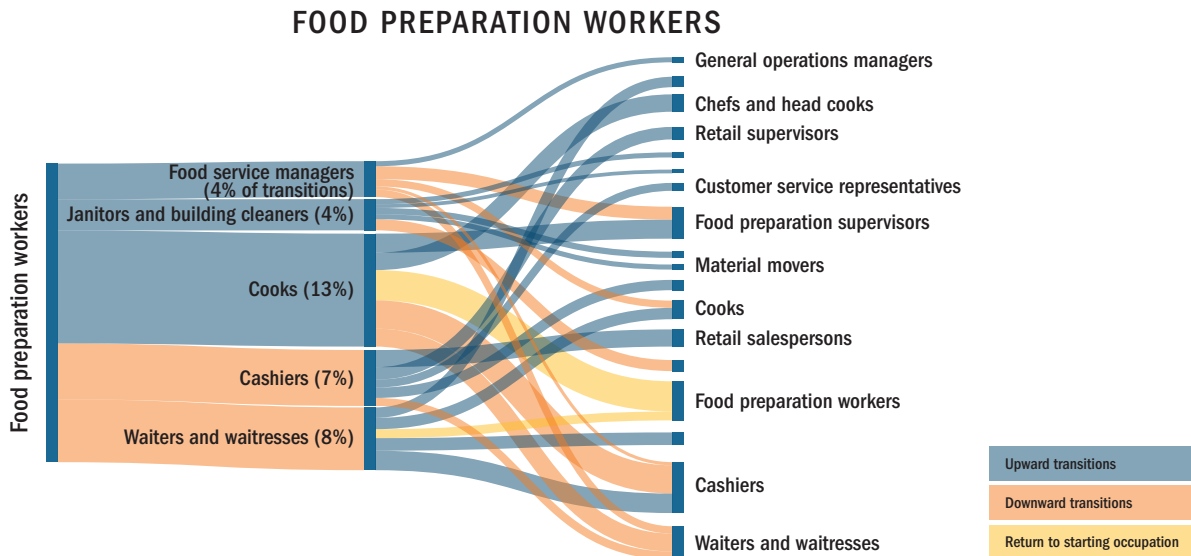 FOOD PREPARATION WORKERS
Food preparation workers
Food service managers
(4% of transitions)
Janitors and building cleaners (4%)
Cooks (13%)
Cashiers (7%)
Waiters and waitresses (8%)
General operations managers
Chefs and head cooks
Retail supervisors
Customer service representatives
Food preparation supervisors
Material movers
Cooks
Retail salespersons
Food preparation workers
Cashiers
Waiters and waitresses
Upward transitions
Downward transitions
Return to starting occupation